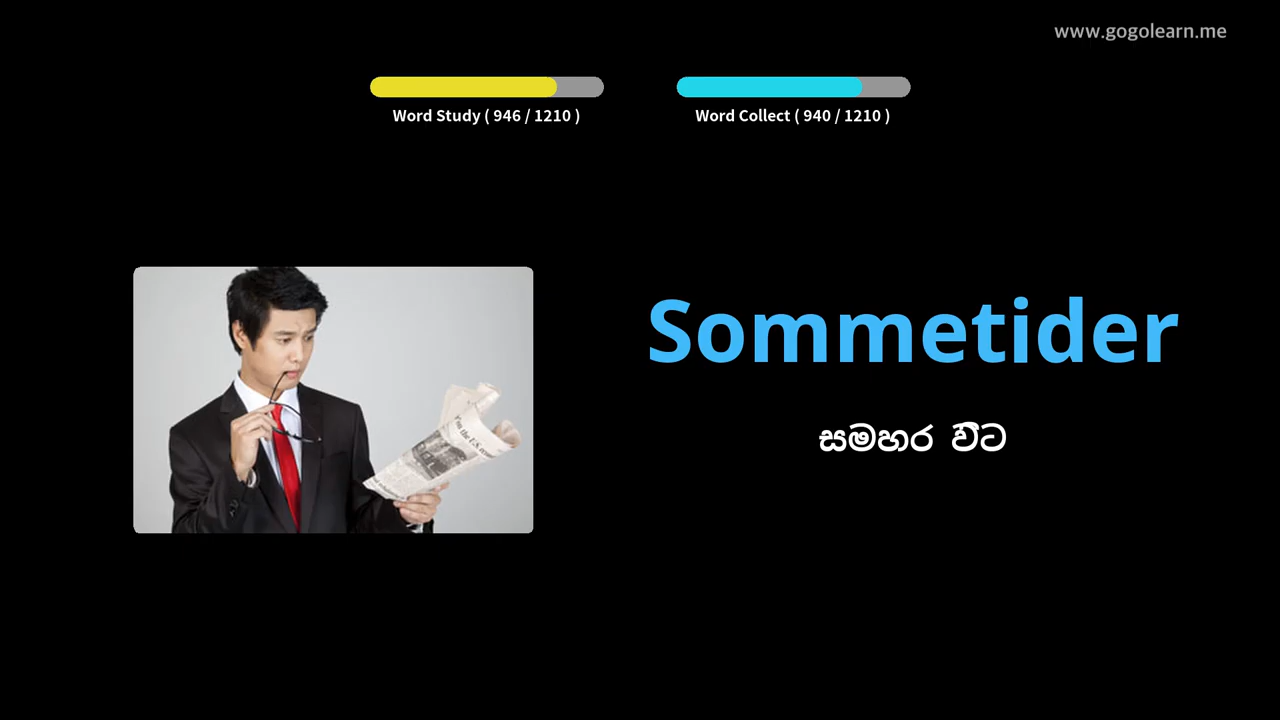 www.gogolearn.me
Word Study ( 946 / 1210 )
Word Collect ( 940 / 1210 )
Sommetider
සමහර විට